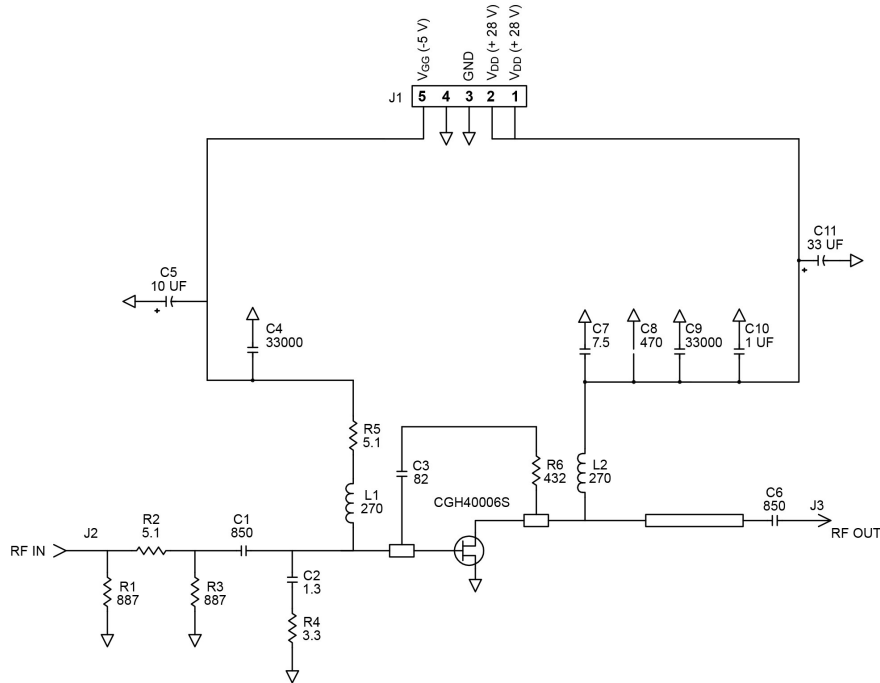 V_GG (-5 V)
GND
V_DD (+ 28 V)
V_DD (+ 28 V)
J1
5 4 3 2 1
C11
33 UF
+
C5
10 UF
+
C4
33000
C7
7.5
C8
470
C9
33000
C10
1 UF
R5
5.1
C3
82
R6
432
L2
270
L1
270
CGH40006S
C6
850
J3
RF OUT
R2
5.1
C1
850
J2
RF IN
R1
887
R3
887
C2
1.3
R4
3.3